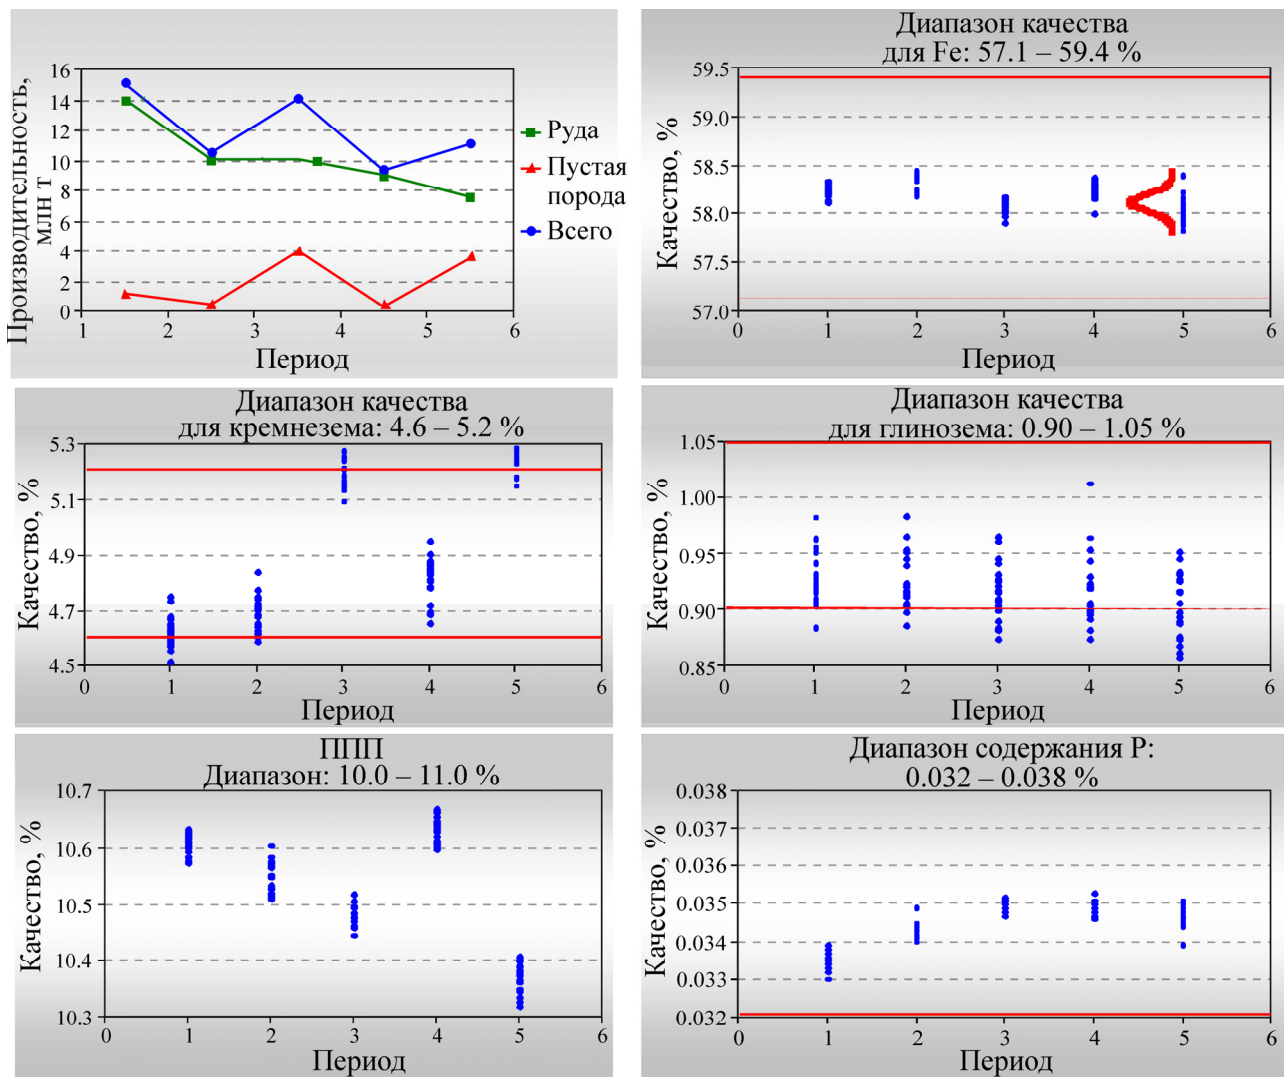 Производительность,
млн т
16
14
12
10
8
6
4
2
0
1
2
3
4
5
6
Период
Руда
Пустая
порода
Всего
Диапазон качества
для Fe: 57.1 – 59.4 %
Качество, %
59.5
59.0
58.5
58.0
57.5
57.0
0
1
2
3
4
5
6
Период
Диапазон качества
для кремнезема: 4.6 – 5.2 %
Качество, %
5.3
5.1
4.9
4.7
4.5
0
1
2
3
4
5
6
Период
Диапазон качества
для глинозема: 0.90 – 1.05 %
Качество, %
1.05
1.00
0.95
0.90
0.85
0
1
2
3
4
5
6
Период
ППП
Диапазон: 10.0 – 11.0 %
Качество, %
10.7
10.6
10.5
10.4
10.3
0
1
2
3
4
5
6
Период
Диапазон содержания Р:
0.032 – 0.038 %
Качество, %
0.038
0.037
0.036
0.035
0.034
0.033
0.032
0
1
2
3
4
5
6
Период